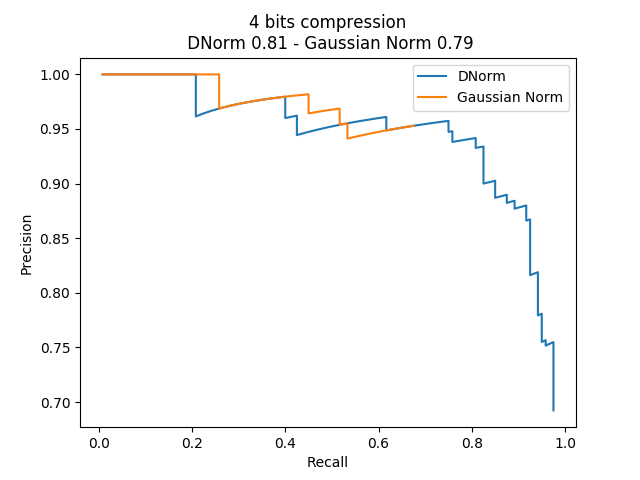 4 bits compression
DNorm 0.81 - Gaussian Norm 0.79
DNorm
Gaussian Norm
1.00
0.95
0.90
0.85
0.80
0.75
0.70
Precision
0.0 0.2 0.4 0.6 0.8 1.0
Recall